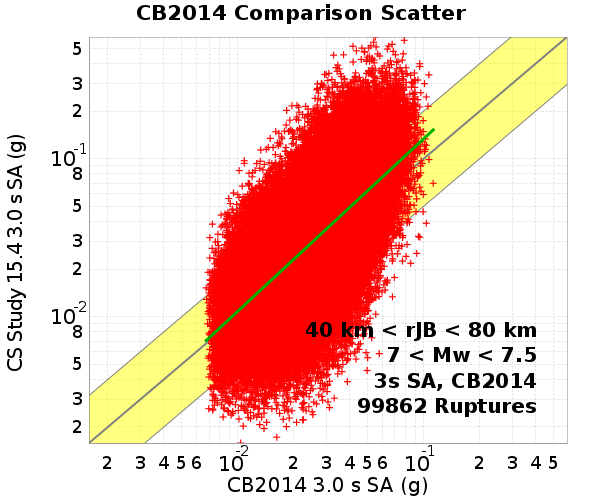 CB2014 Comparison Scatter
CS Study 15.4 3.0 s SA (g)
5
3
2
10-1
8
5
3
2
10-2
8
5
3
2
40 km < rJB < 80 km
7 < Mw < 7.5
3s SA, CB2014
99862 Ruptures
2 3 4 5 6 10-2 2 3 4 5 6 10-1 2 3 4 5
CB2014 3.0 s SA (g)